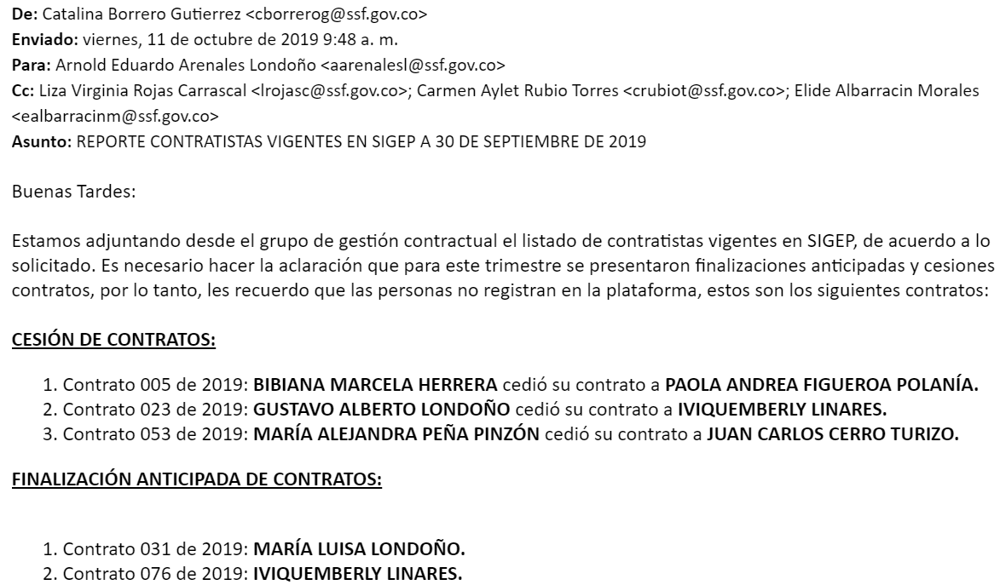 De: Catalina Borrero Gutierrez <cborrerog@ssf.gov.co>
Enviado: viernes, 11 de octubre de 2019 9:48 a. m.
Para: Arnold Eduardo Arenales Londoño <aarenalesl@ssf.gov.co>
Cc: Liza Virginia Rojas Carrascal <lrojasc@ssf.gov.co>; Carmen Aylet Rubio Torres <crubiot@ssf.gov.co>; Elide Albarracin Morales
<ealbarracinm@ssf.gov.co>
Asunto: REPORTE CONTRATISTAS VIGENTES EN SIGEP A 30 DE SEPTIEMBRE DE 2019
Buenas Tardes:
Estamos adjuntando desde el grupo de gestión contractual el listado de contratistas vigentes en SIGEP, de acuerdo a lo
solicitado. Es necesario hacer la aclaración que para este trimestre se presentaron finalizaciones anticipadas y cesiones
contratos, por lo tanto, les recuerdo que las personas no registran en la plataforma, estos son los siguientes contratos:
CESIÓN DE CONTRATOS:
1. Contrato 005 de 2019: BIBIANA MARCELA HERRERA cedió su contrato a PAOLA ANDREA FIGUEROA POLANÍA.
2. Contrato 023 de 2019: GUSTAVO ALBERTO LONDOÑO cedió su contrato a IVIQUEMBERLY LINARES.
3. Contrato 053 de 2019: MARÍA ALEJANDRA PEÑA PINZÓN cedió su contrato a JUAN CARLOS CERRO TURIZO.
FINALIZACIÓN ANTICIPADA DE CONTRATOS:
1. Contrato 031 de 2019: MARÍA LUISA LONDOÑO.
2. Contrato 076 de 2019: IVIQUEMBERLY LINARES.